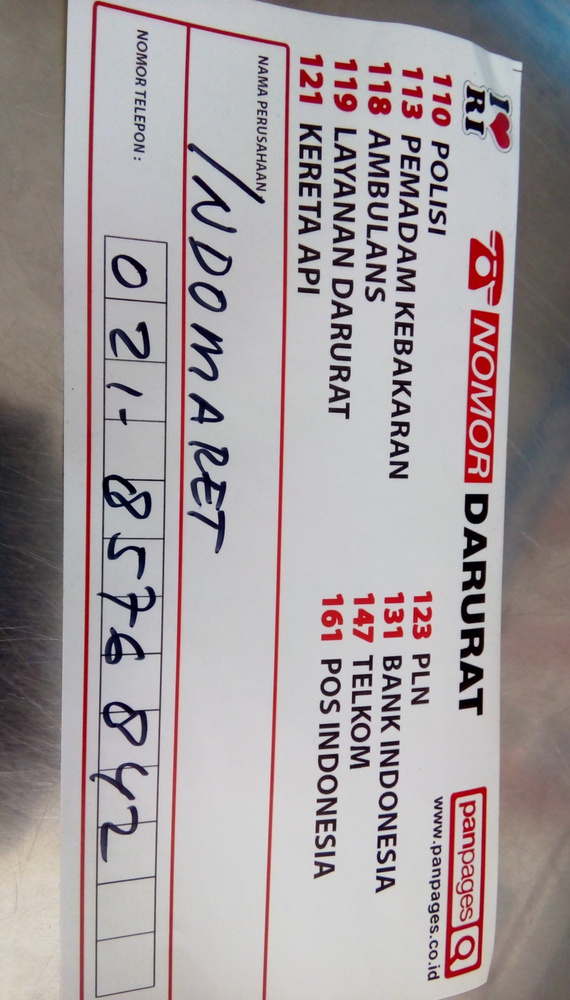 I ❤ RI
NOMOR DARURAT
panpages
www.panpages.co.id
110 POLISI
113 PEMADAM KEBAKARAN
118 AMBULANS
119 LAYANAN DARURAT
121 KERETA API
123 PLN
131 BANK INDONESIA
147 TELKOM
161 POS INDONESIA
NAMA PERUSAHAAN
INDOMARET
NOMOR TELEPON :
021-8576842